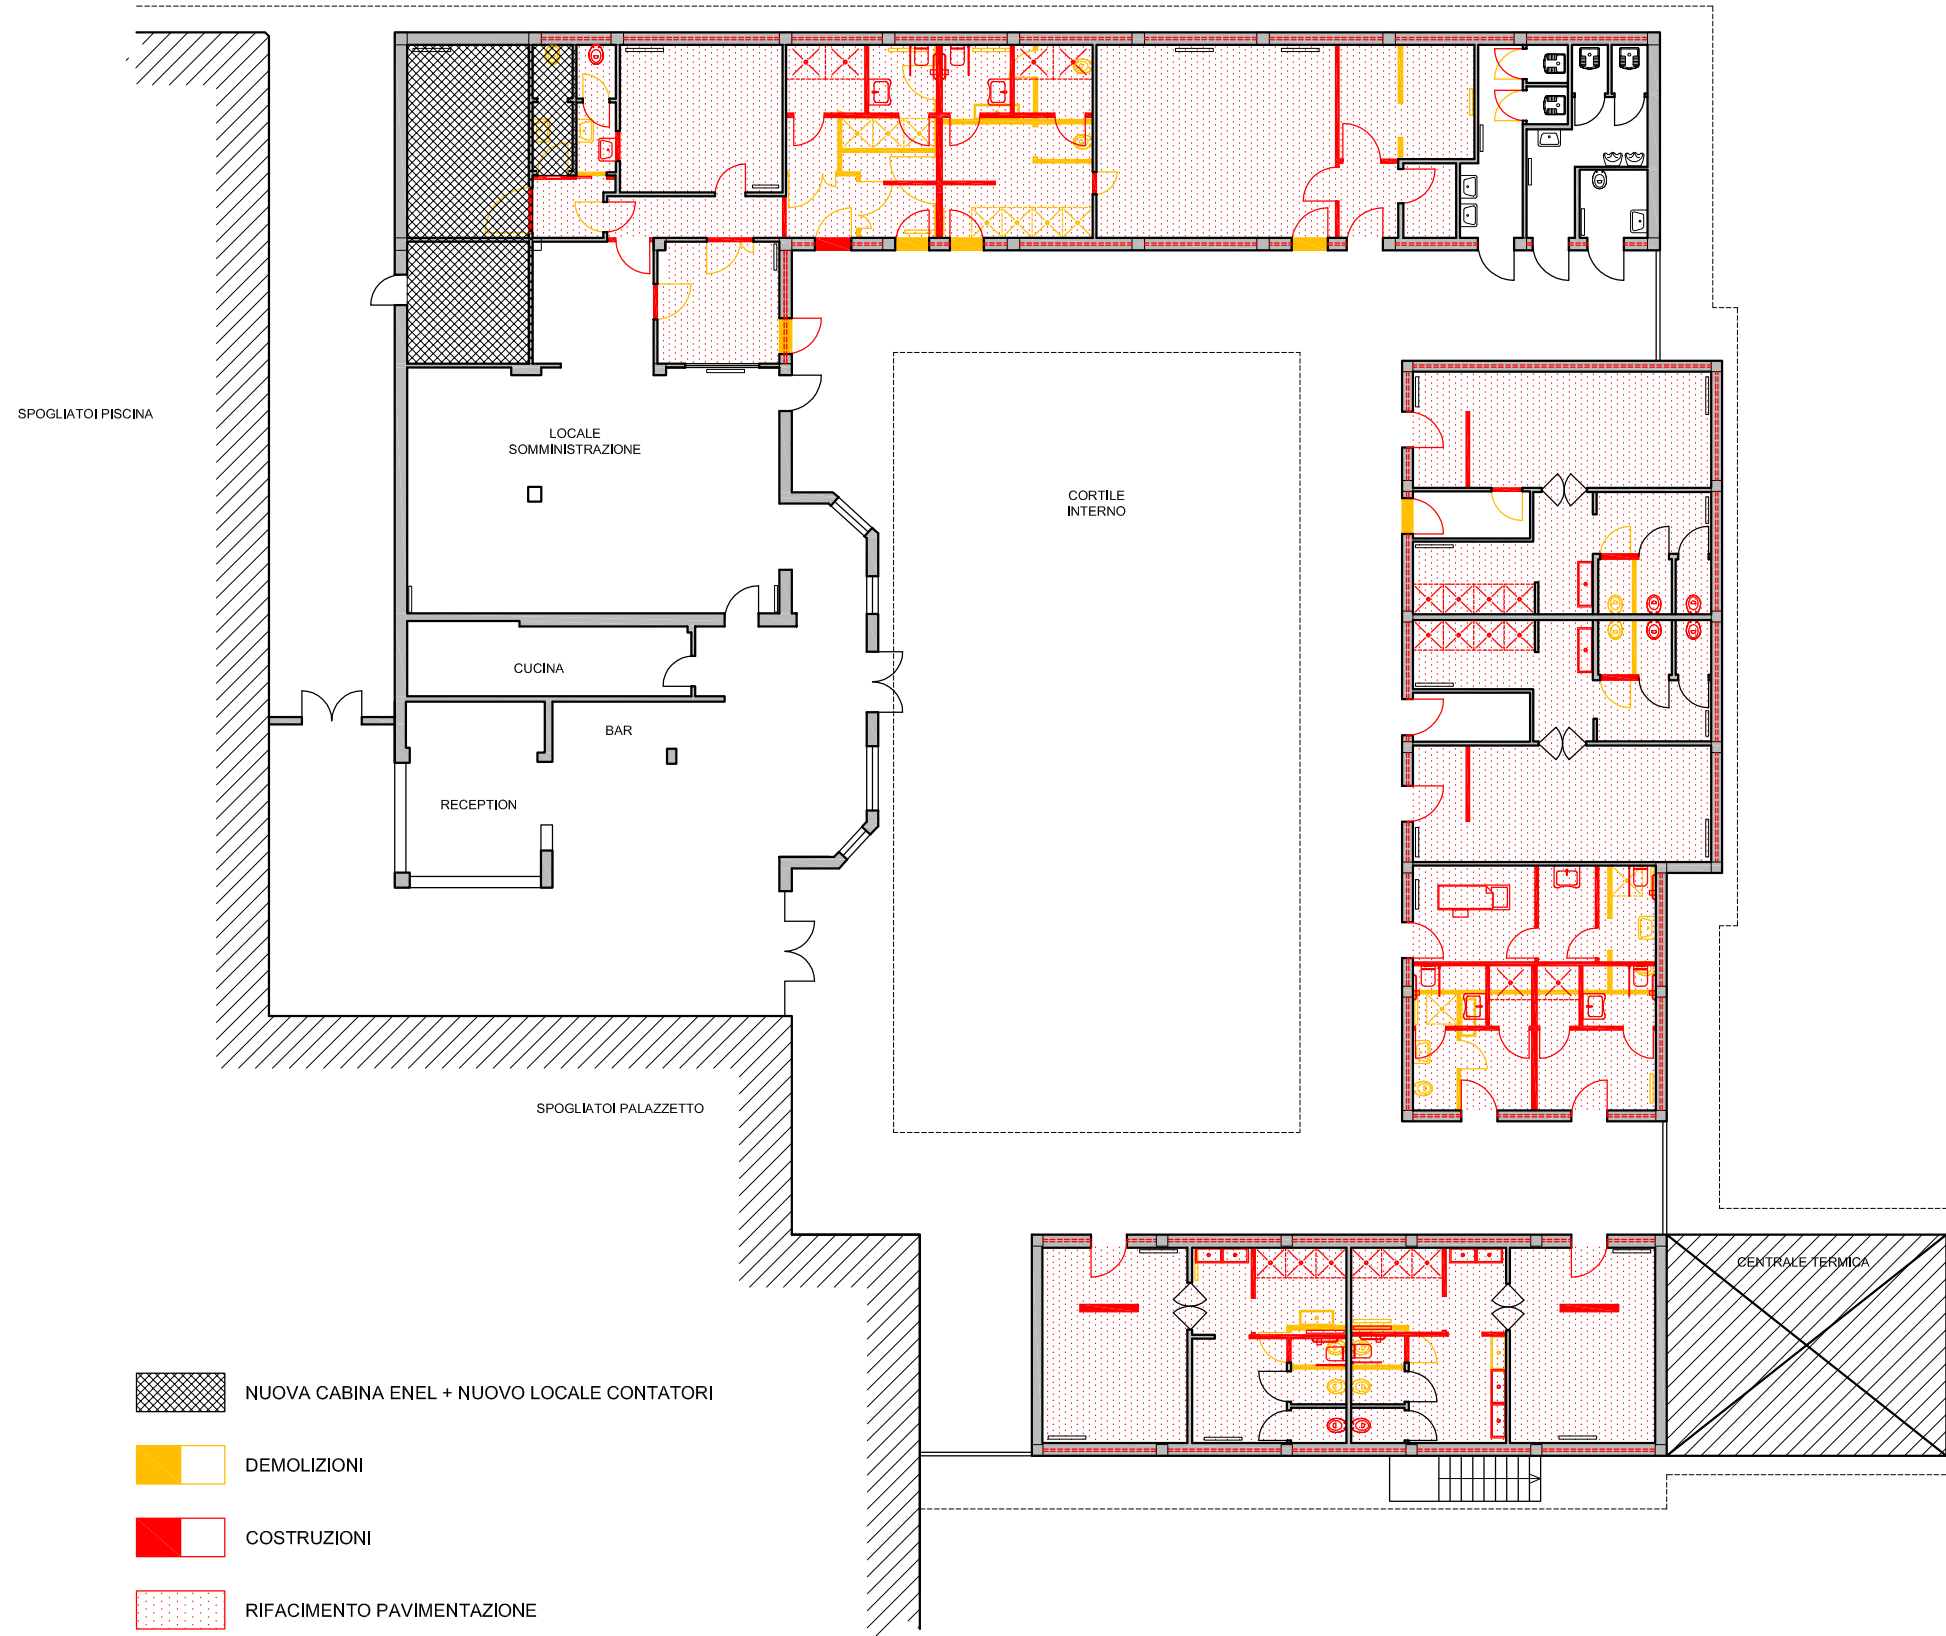 SPOGLIATOI PISCINA
LOCALE
SOMMINISTRAZIONE
CORTILE
INTERNO
CUCINA
BAR
RECEPTION
SPOGLIATOI PALAZZETTO
CENTRALE TERMICA
NUOVA CABINA ENEL + NUOVO LOCALE CONTATORI
DEMOLIZIONI
COSTRUZIONI
RIFACIMENTO PAVIMENTAZIONE